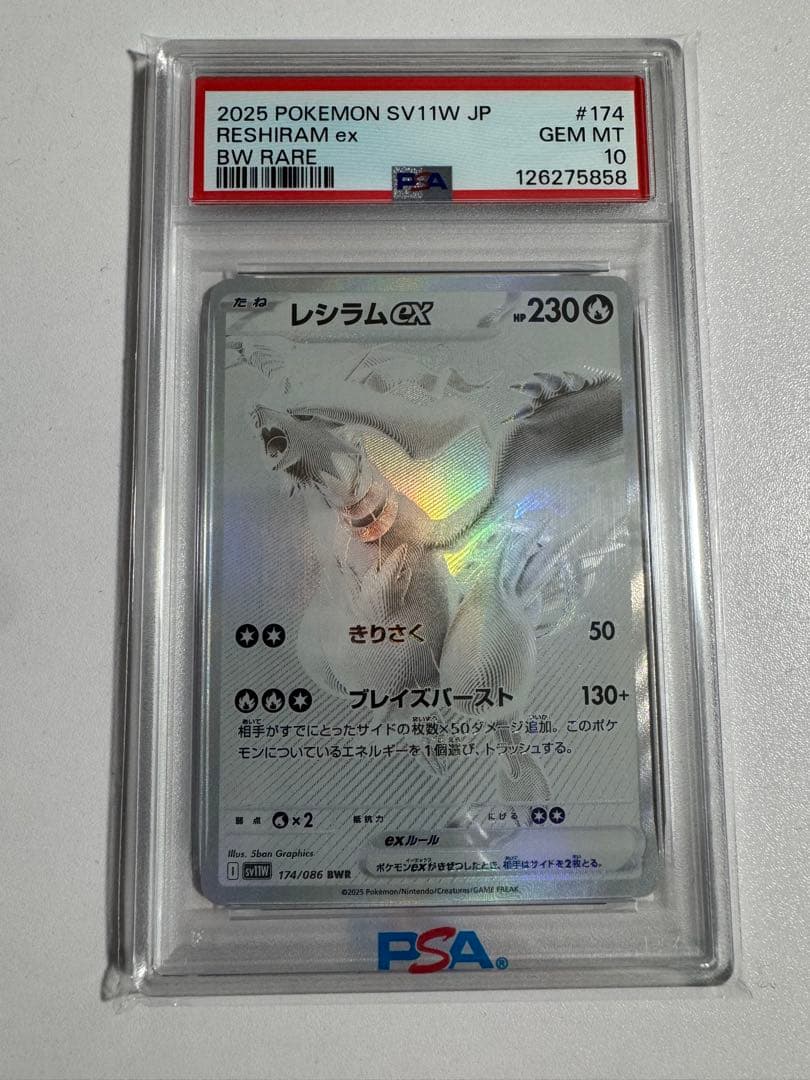 2025 POKEMON SV11W JP #174
RESHIRAM ex GEM MT
BW RARE 10
PSA 126275858
たね レシラムex HP230
きりさく 50
ブレイズバースト 130+
相手がすでにとったサイドの枚数×50ダメージ追加。このポケ
モンについているエネルギーを1個選び、トラッシュする。
弱点 ×2 抵抗力 にげる
exルール
ポケモンexがきぜつしたとき、相手はサイドを2枚とる。
Illus. 5ban Graphics
I sv11W 174/086 BWR
©2025 Pokémon/Nintendo/Creatures/GAME FREAK.
PSA®